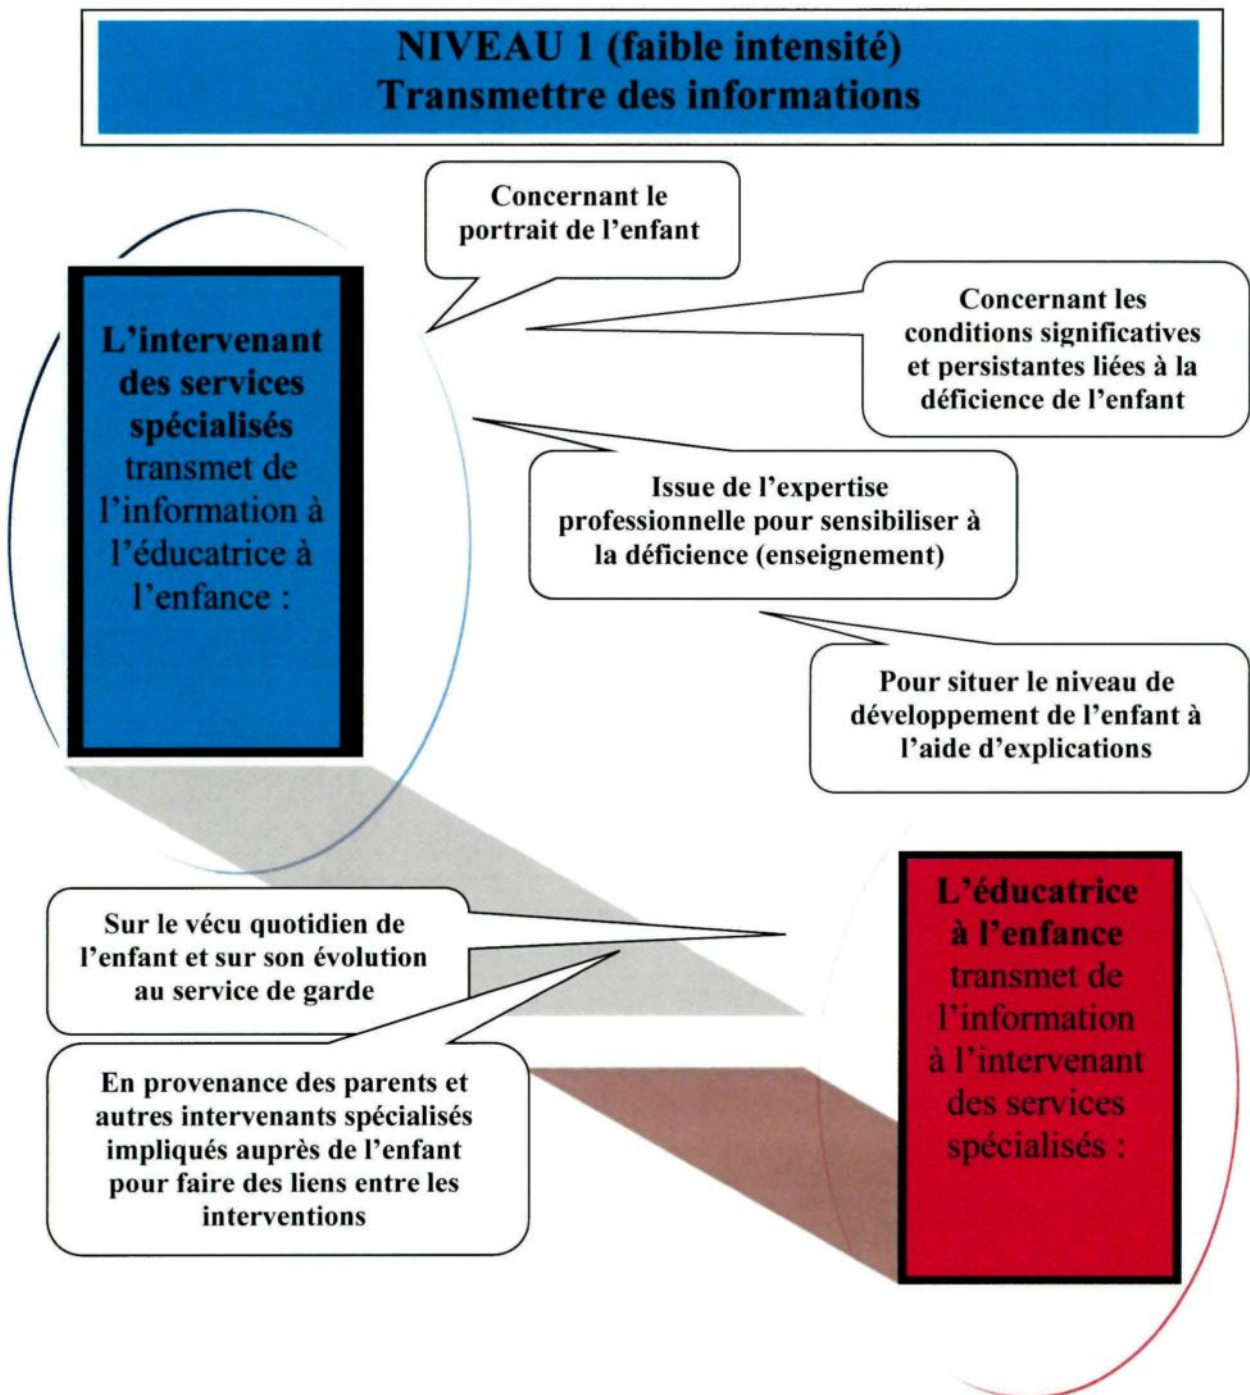 NIVEAU 1 (faible intensité)
Transmettre des informations
Concernant le
portrait de l’enfant
Concernant les
conditions significatives
et persistantes liées à la
déficience de l’enfant
L’intervenant
des services
spécialisés
transmet de
l’information à
l’éducatrice à
l’enfance :
Issue de l’expertise
professionnelle pour sensibiliser à
la déficience (enseignement)
Pour situer le niveau de
développement de l’enfant à
l’aide d’explications
Sur le vécu quotidien de
l’enfant et sur son évolution
au service de garde
L’éducatrice
à l’enfance
transmet de
l’information
à l’intervenant
des services
spécialisés :
En provenance des parents et
autres intervenants spécialisés
impliqués auprès de l’enfant
pour faire des liens entre les
interventions